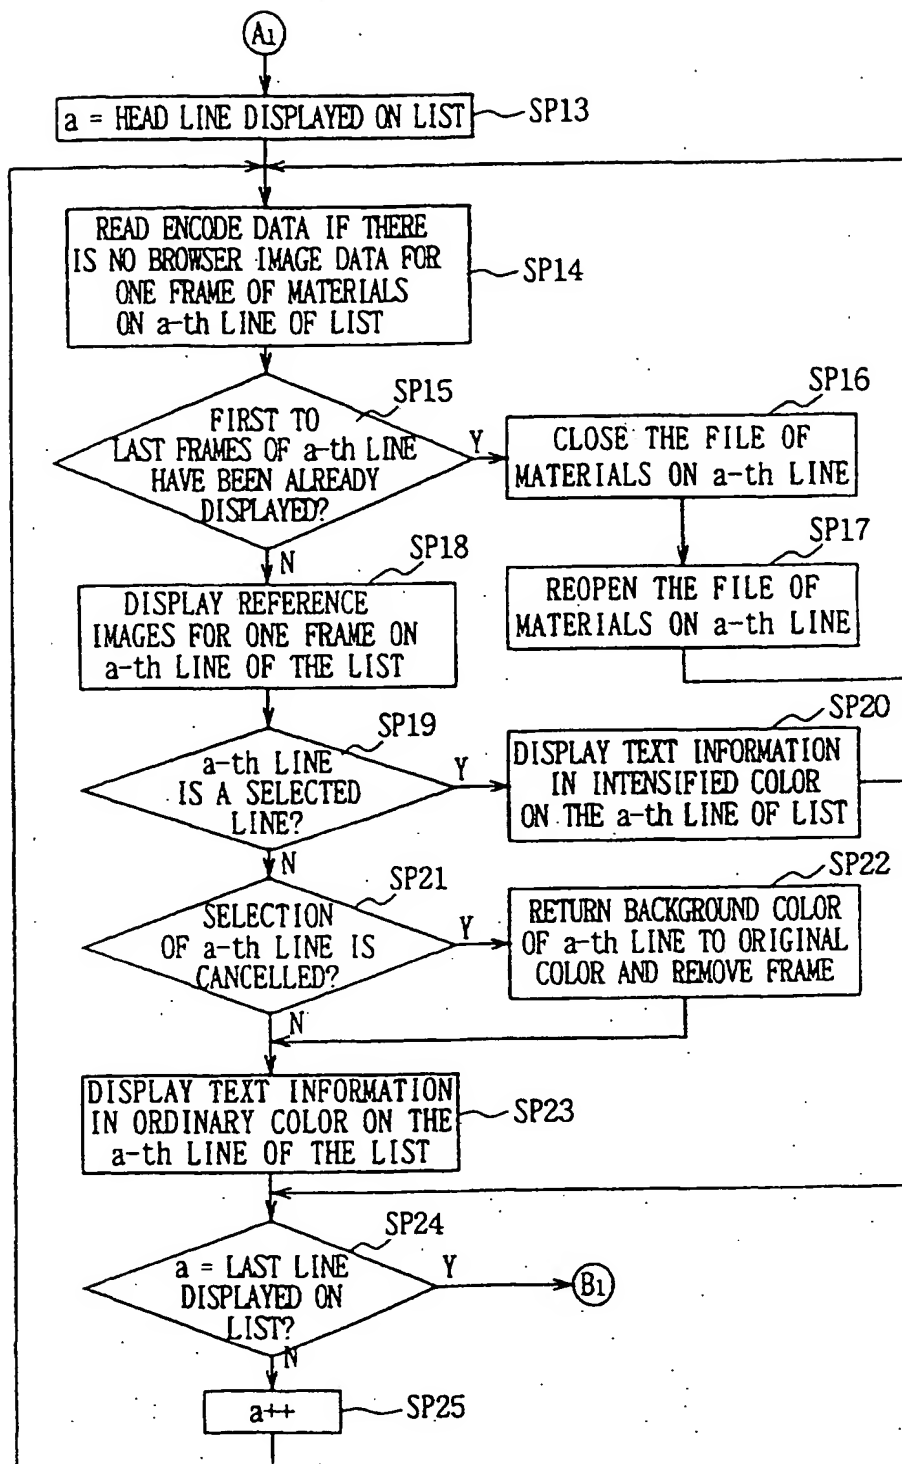 A1
a = HEAD LINE DISPLAYED ON LIST
SP13
READ ENCODE DATA IF THERE
IS NO BROWSER IMAGE DATA FOR
ONE FRAME OF MATERIALS
ON a-th LINE OF LIST
SP14
SP15
FIRST TO
LAST FRAMES OF a-th LINE
HAVE BEEN ALREADY
DISPLAYED?
Y
N
SP16
CLOSE THE FILE OF
MATERIALS ON a-th LINE
SP17
REOPEN THE FILE OF
MATERIALS ON a-th LINE
SP18
DISPLAY REFERENCE
IMAGES FOR ONE FRAME ON
a-th LINE OF THE LIST
SP19
a-th LINE
IS A SELECTED
LINE?
Y
N
SP20
DISPLAY TEXT INFORMATION
IN INTENSIFIED COLOR
ON THE a-th LINE OF LIST
SP21
SELECTION
OF a-th LINE IS
CANCELLED?
Y
N
SP22
RETURN BACKGROUND COLOR
OF a-th LINE TO ORIGINAL
COLOR AND REMOVE FRAME
DISPLAY TEXT INFORMATION
IN ORDINARY COLOR ON THE
a-th LINE OF THE LIST
SP23
SP24
a = LAST LINE
DISPLAYED ON
LIST?
Y
B1
N
a++
SP25